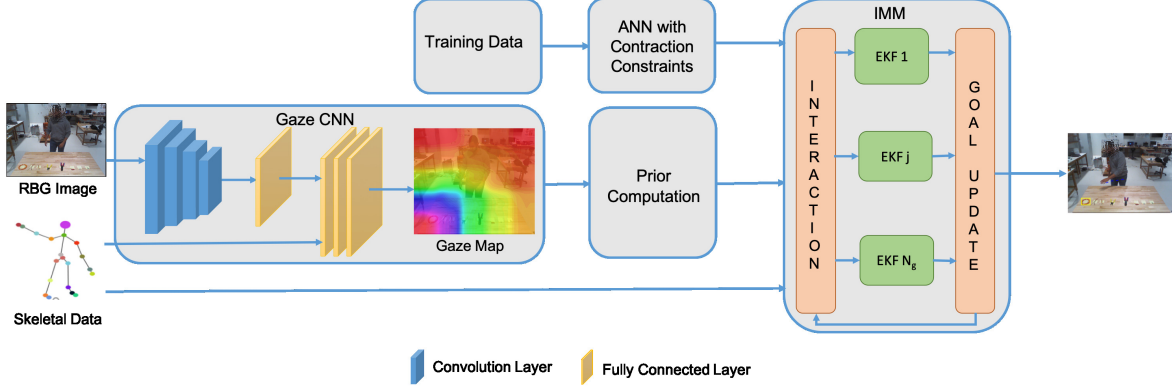 IMM
Training Data
ANN with
Contraction
Constraints
INTERACTION
EKF 1
GOAL UPDATE
Gaze CNN
RBG Image
Prior
Computation
EKF j
Gaze Map
EKF Ng
Skeletal Data
Convolution Layer
Fully Connected Layer